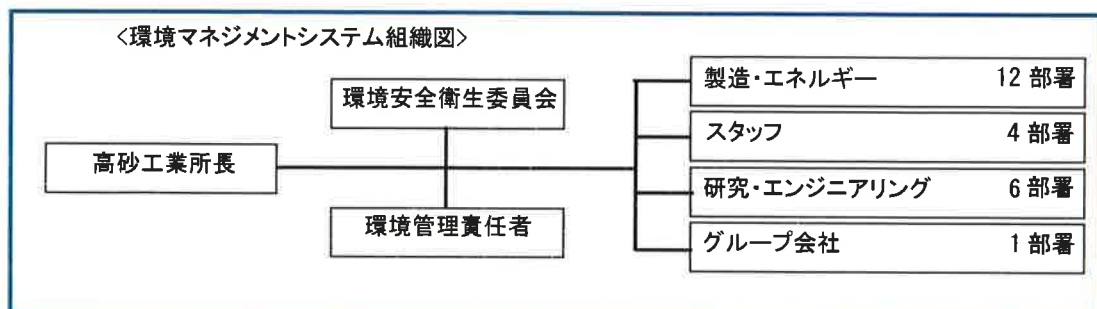 <環境マネジメントシステム組織図>
環境安全衛生委員会
高砂工業所長
環境管理責任者
製造・エネルギー 12 部署
スタッフ 4 部署
研究・エンジニアリング 6 部署
グループ会社 1 部署